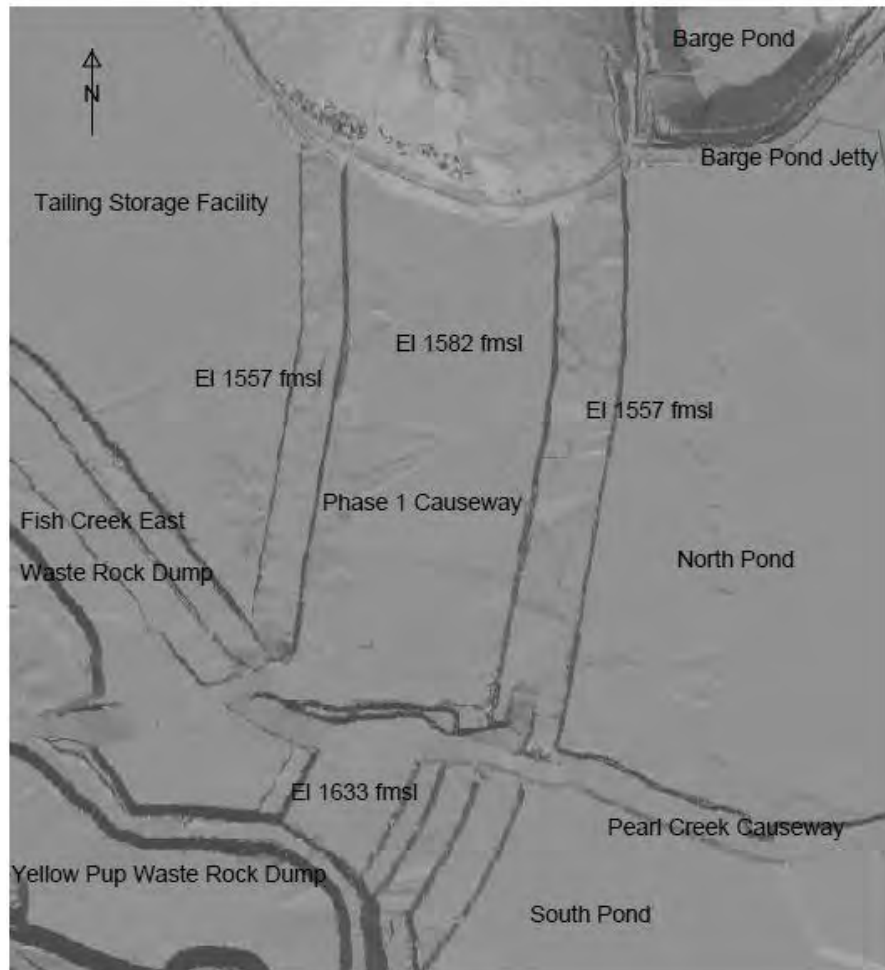 Barge Pond
N
Barge Pond Jetty
Tailing Storage Facility
El 1582 fmsl
El 1557 fmsl
El 1557 fmsl
Phase 1 Causeway
Fish Creek East
Waste Rock Dump
North Pond
El 1633 fmsl
Pearl Creek Causeway
Yellow Pup Waste Rock Dump
South Pond